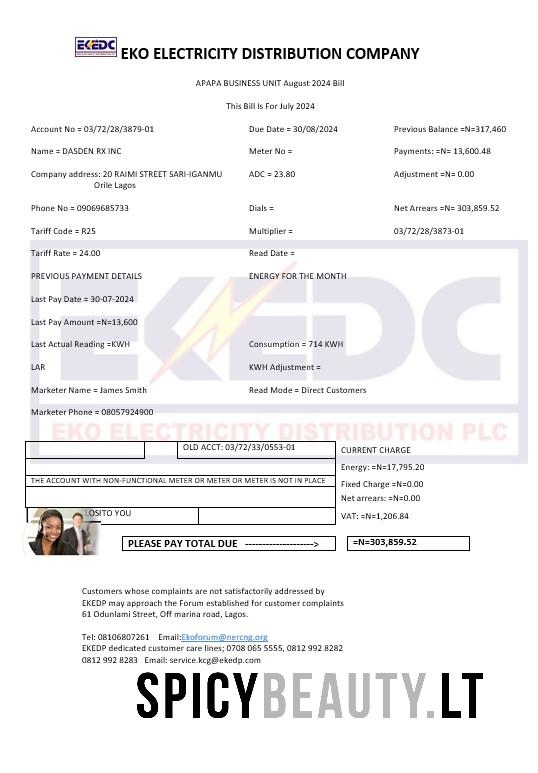 EKEDC EKO ELECTRICITY DISTRIBUTION COMPANY
APAPA BUSINESS UNIT August 2024 Bill
This Bill Is For July 2024
Account No = 03/72/28/3879-01 Due Date = 30/08/2024 Previous Balance =N=317,460
Name = DASDEN RX INC Meter No = Payments: =N= 13,600.48
Company address: 20 RAIMI STREET SARI-IGANMU ADC = 23.80 Adjustment =N= 0.00
Orile Lagos
Phone No = 09069685733 Dials = Net Arrears =N= 303,859.52
Tariff Code = R25 Multiplier = 03/72/28/3873-01
Tariff Rate = 24.00 Read Date =
PREVIOUS PAYMENT DETAILS ENERGY FOR THE MONTH
Last Pay Date = 30-07-2024
Last Pay Amount =N=13,600
Last Actual Reading =KWH Consumption = 714 KWH
LAR KWH Adjustment =
Marketer Name = James Smith Read Mode = Direct Customers
Marketer Phone = 08057924900
EKEDC
EKO ELECTRICITY DISTRIBUTION PLC
OLD ACCT: 03/72/33/0553-01 CURRENT CHARGE
Energy: =N=17,795.20
THE ACCOUNT WITH NON-FUNCTIONAL METER OR METER OR METER IS NOT IN PLACE Fixed Charge =N=0.00
Net arrears: =N=0.00
LOSITO YOU VAT: =N=1,206.84
PLEASE PAY TOTAL DUE --------------------> =N=303,859.52
Customers whose complaints are not satisfactorily addressed by
EKEDP may approach the Forum established for customer complaints
61 Odunlami Street, Off marina road, Lagos.
Tel: 08106807261 Email:Ekoforum@nercng.org
EKEDP dedicated customer care lines; 0708 065 5555, 0812 992 8282
0812 992 8283 Email: service.kcg@ekedp.com
SPICYBEAUTY.LT